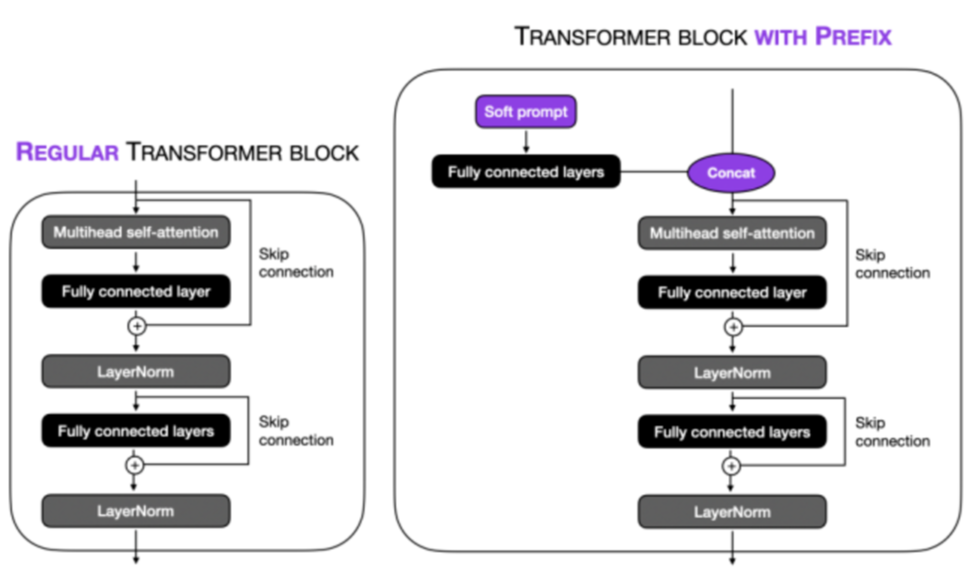 REGULAR TRANSFORMER BLOCK
Multihead self-attention
Fully connected layer
Skip
connection
+
LayerNorm
Fully connected layers
Skip
connection
+
LayerNorm
TRANSFORMER BLOCK WITH PREFIX
Soft prompt
Fully connected layers
Concat
Multihead self-attention
Fully connected layer
Skip
connection
+
LayerNorm
Fully connected layers
Skip
connection
+
LayerNorm